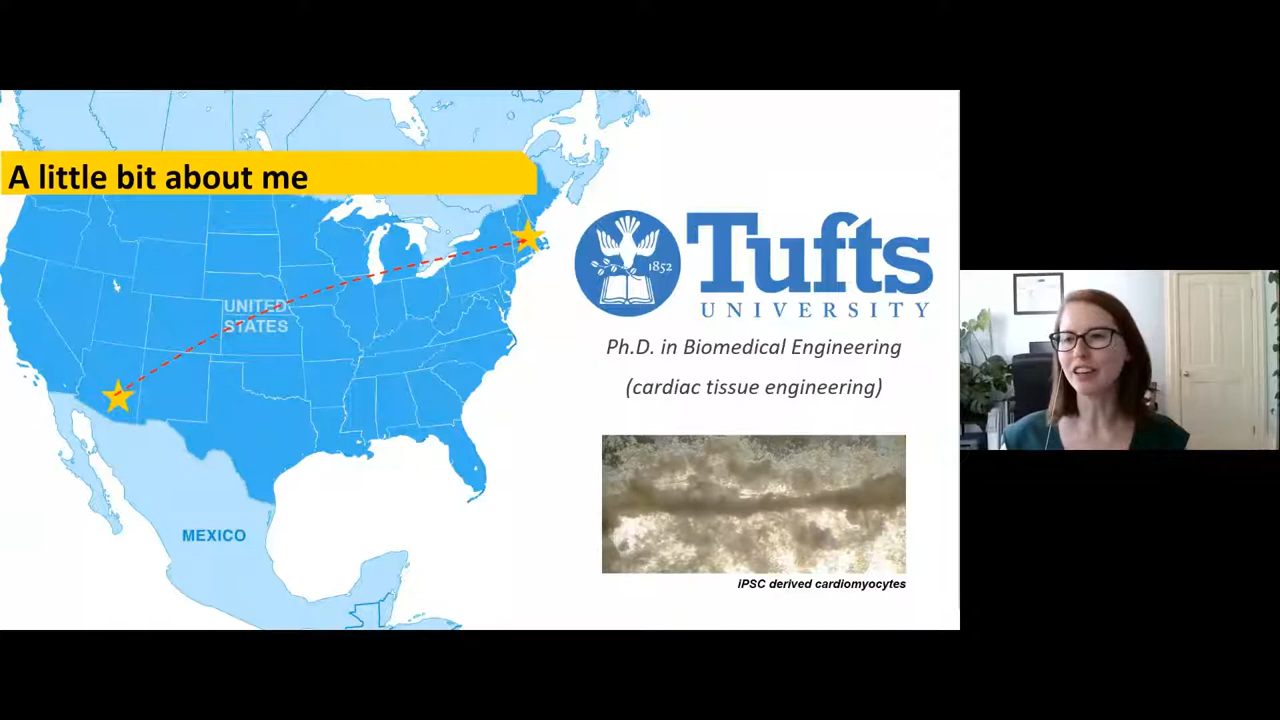 A little bit about me
UNITED
STATES
MEXICO
1852
Tufts
UNIVERSITY
Ph.D. in Biomedical Engineering
(cardiac tissue engineering)
iPSC derived cardiomyocytes